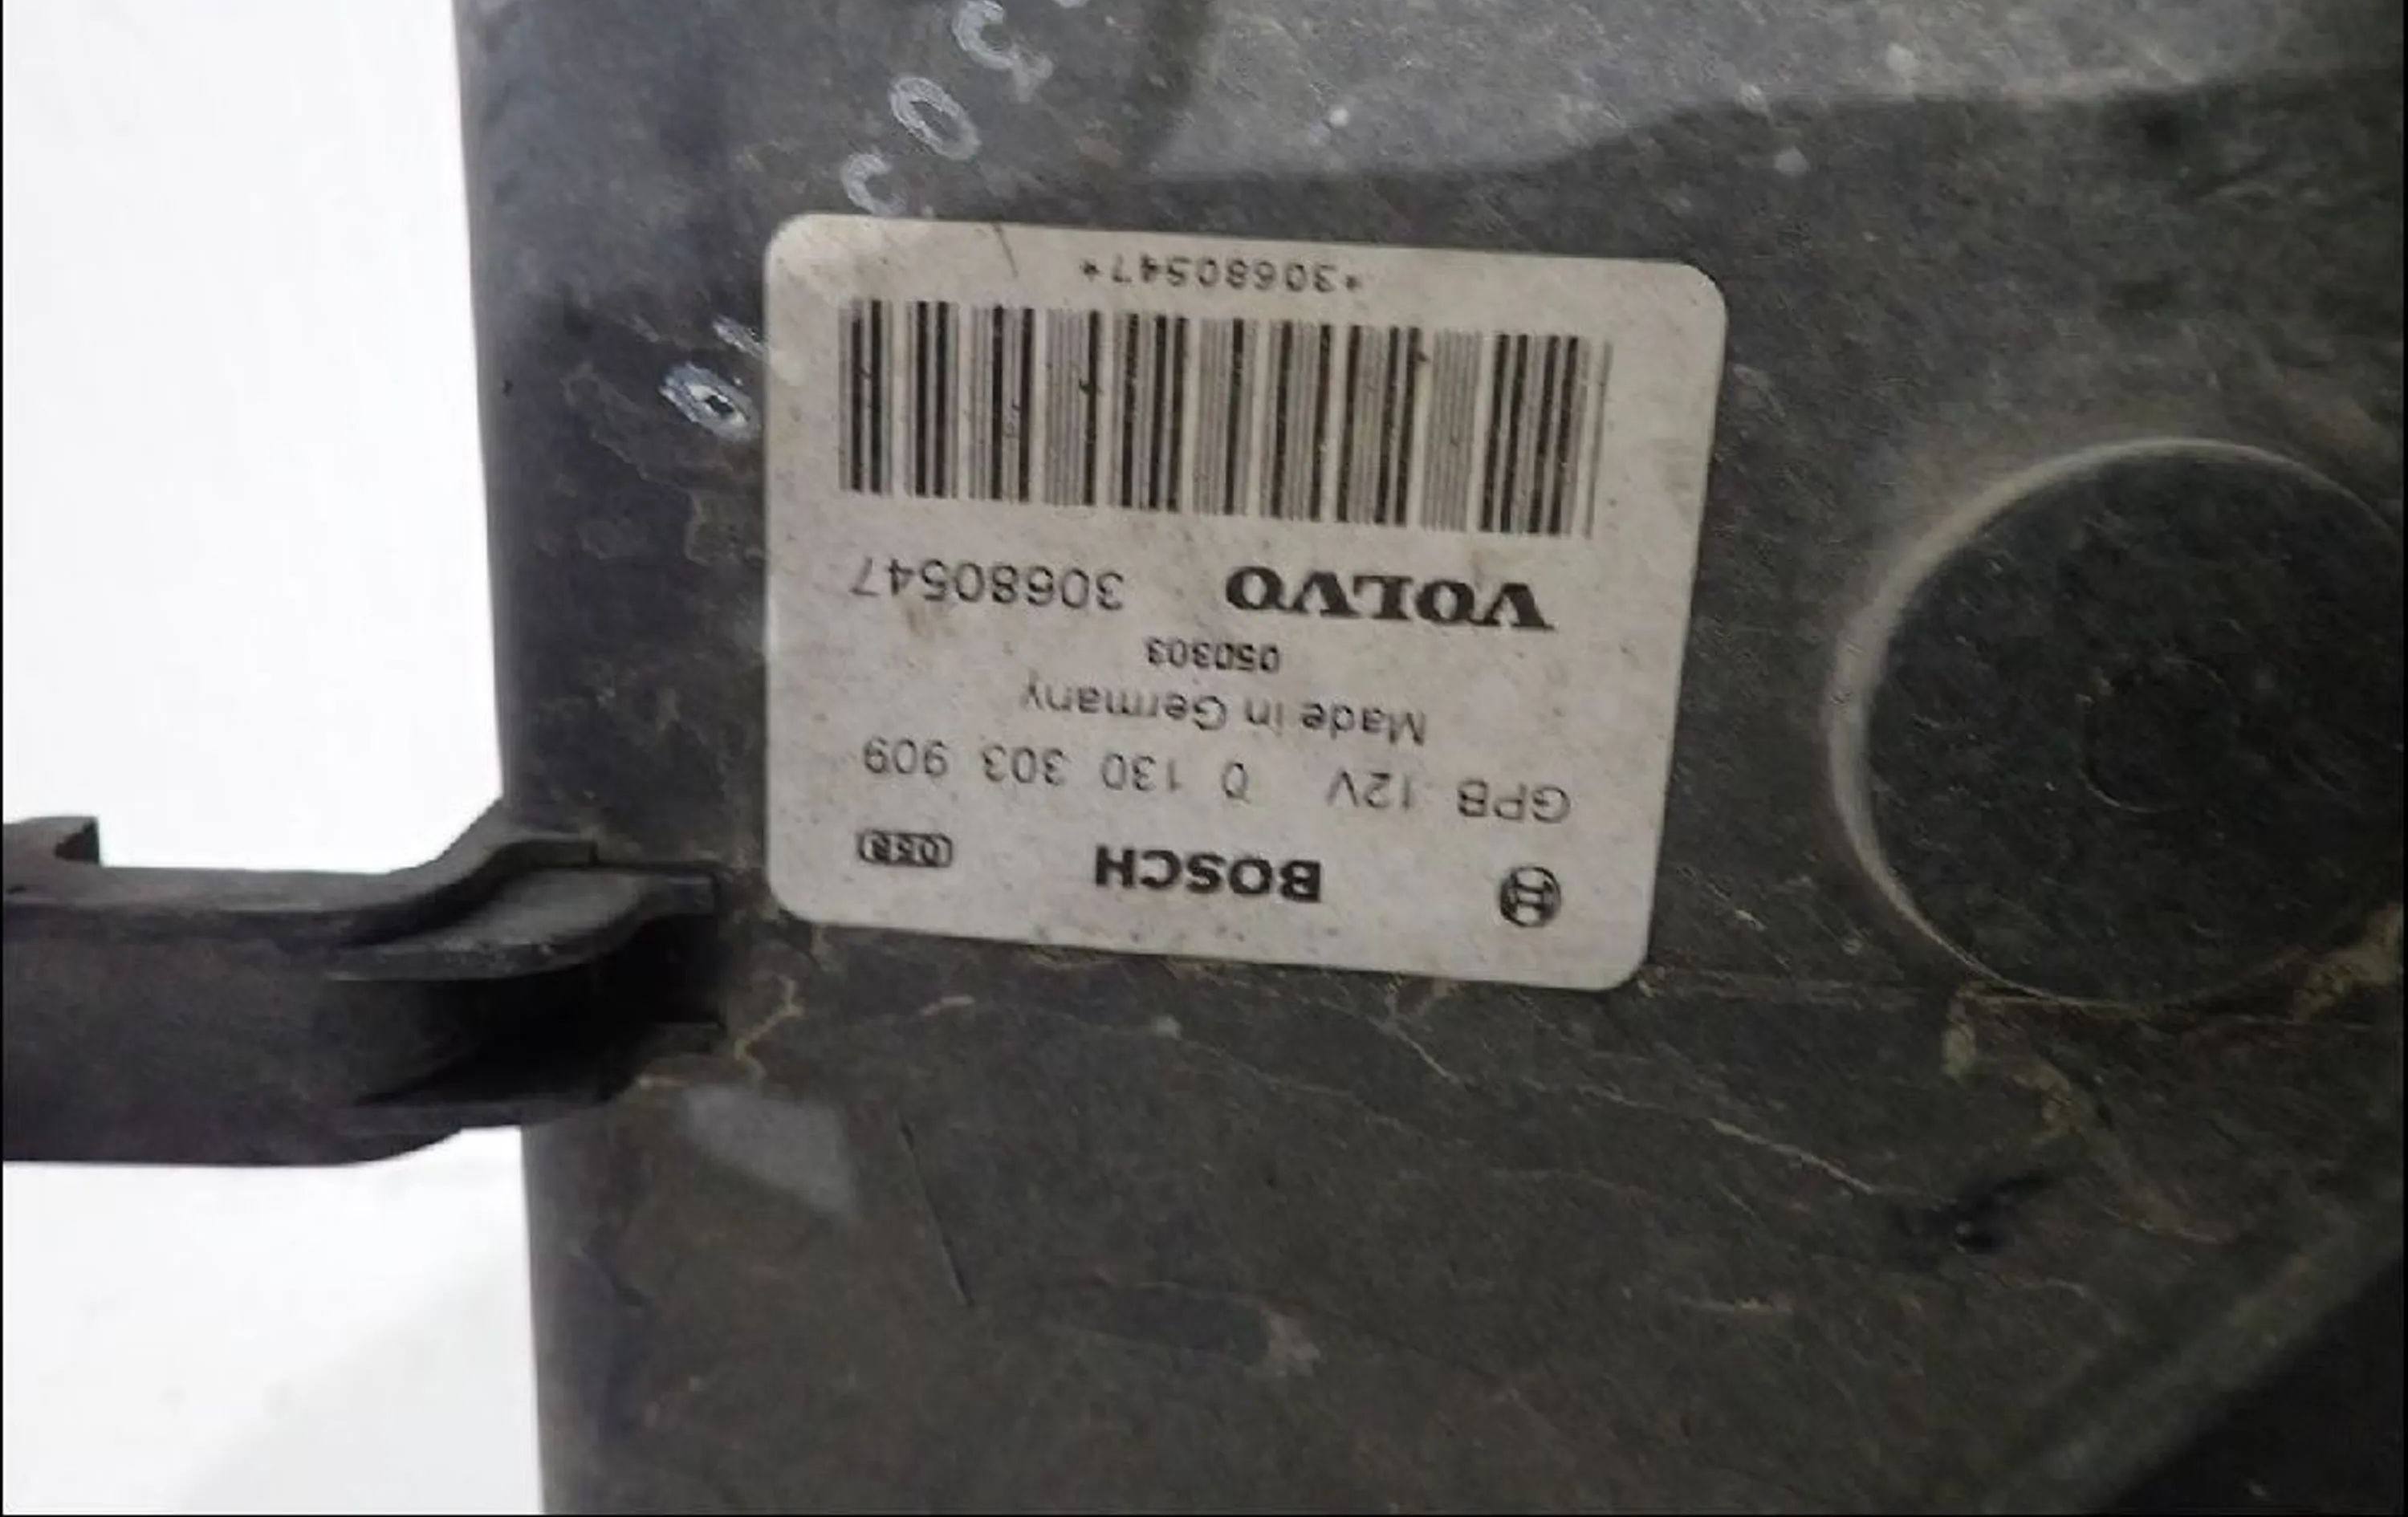 BOSCH
GPB 12V 0 130 303 909
Made in Germany
050303
VOLVO 30680547
*30680547*